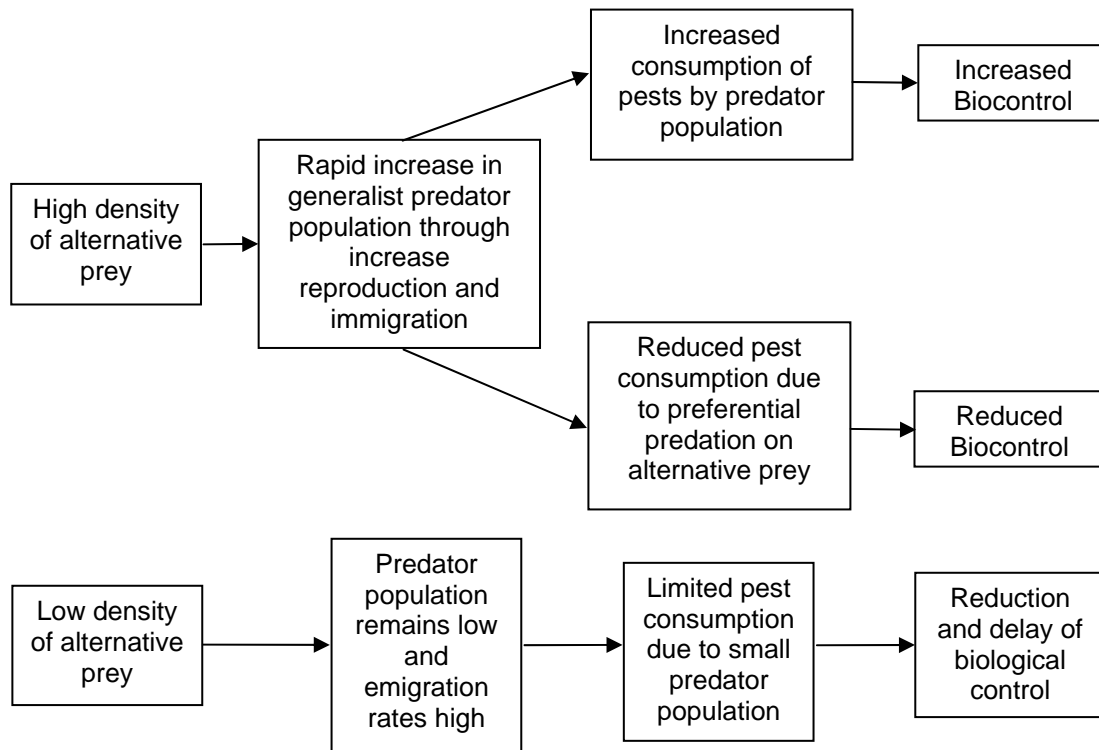 High density
of alternative
prey
Rapid increase in
generalist predator
population through
increase
reproduction and
immigration
Increased
consumption of
pests by predator
population
Increased
Biocontrol
Reduced pest
consumption due
to preferential
predation on
alternative prey
Reduced
Biocontrol
Low density
of alternative
prey
Predator
population
remains low
and
emigration
rates high
Limited pest
consumption
due to small
predator
population
Reduction
and delay of
biological
control